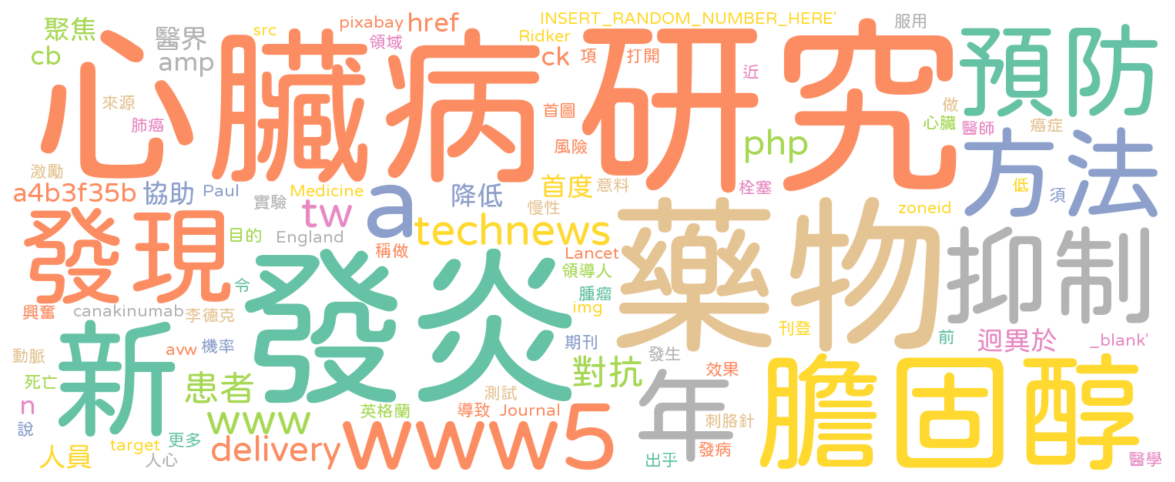 心臟病
研究
預防
方法
發現
發炎
藥物
抑制
新
膽固醇
年
www5
www
delivery
a
technews
tw
php
href
ck
cb
amp
聚焦
醫界
pixabay
src
領域
INSERT_RANDOM_NUMBER_HERE'
Ridker
項
打開
服用
近
來源
肺癌
首圖
風險
做
心臟
醫師
癌症
激勵
a4b3f35b
協助
Paul
實驗
Medicine
降低
首度
意料
慢性
栓塞
低
須
zoneid
目的
England
稱做
Lancet
領導人
腫瘤
img
令
興奮
canakinumab
李德克
刊登
前
迥異於
_blank'
動脈
avw
機率
期刊
對抗
發生
效果
死亡
患者
測試
n
說
英格蘭
導致
Journal
刺胳針
人員
target
更多
人心
出乎
發病
醫學